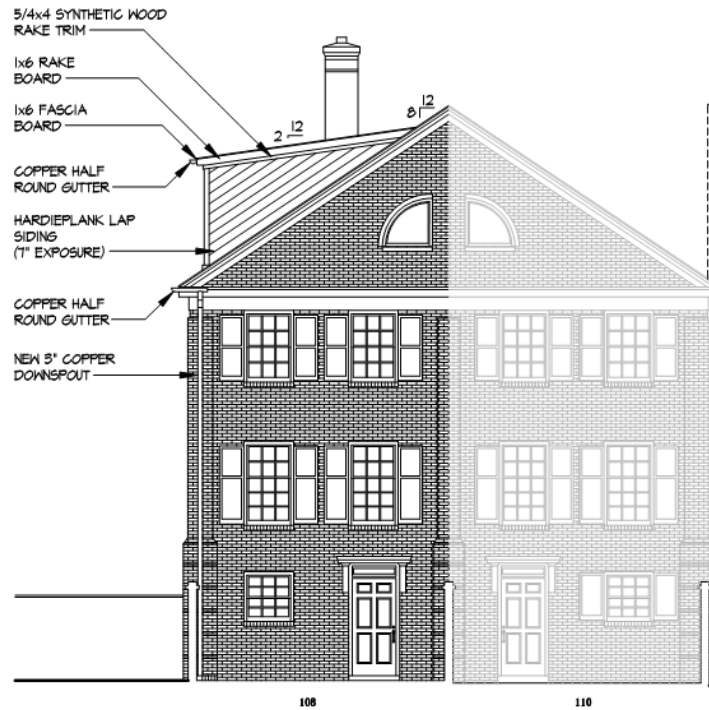 5/4x4 SYNTHETIC WOOD
RAKE TRIM
1x6 RAKE
BOARD
1x6 FASCIA
BOARD
COPPER HALF
ROUND GUTTER
HARDIEPLANK LAP
SIDING
(7" EXPOSURE)
COPPER HALF
ROUND GUTTER
NEW 3" COPPER
DOWNSPOUT
12
2
12
8
108
110